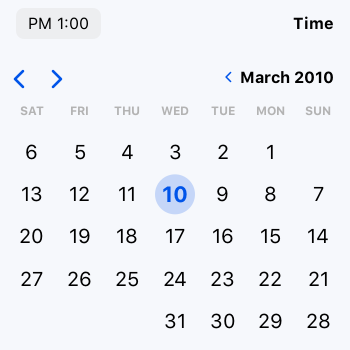 PM 1:00 Time
March 2010
SAT FRI THU WED TUE MON SUN
6 5 4 3 2 1
13 12 11 10 9 8 7
20 19 18 17 16 15 14
27 26 25 24 23 22 21
31 30 29 28